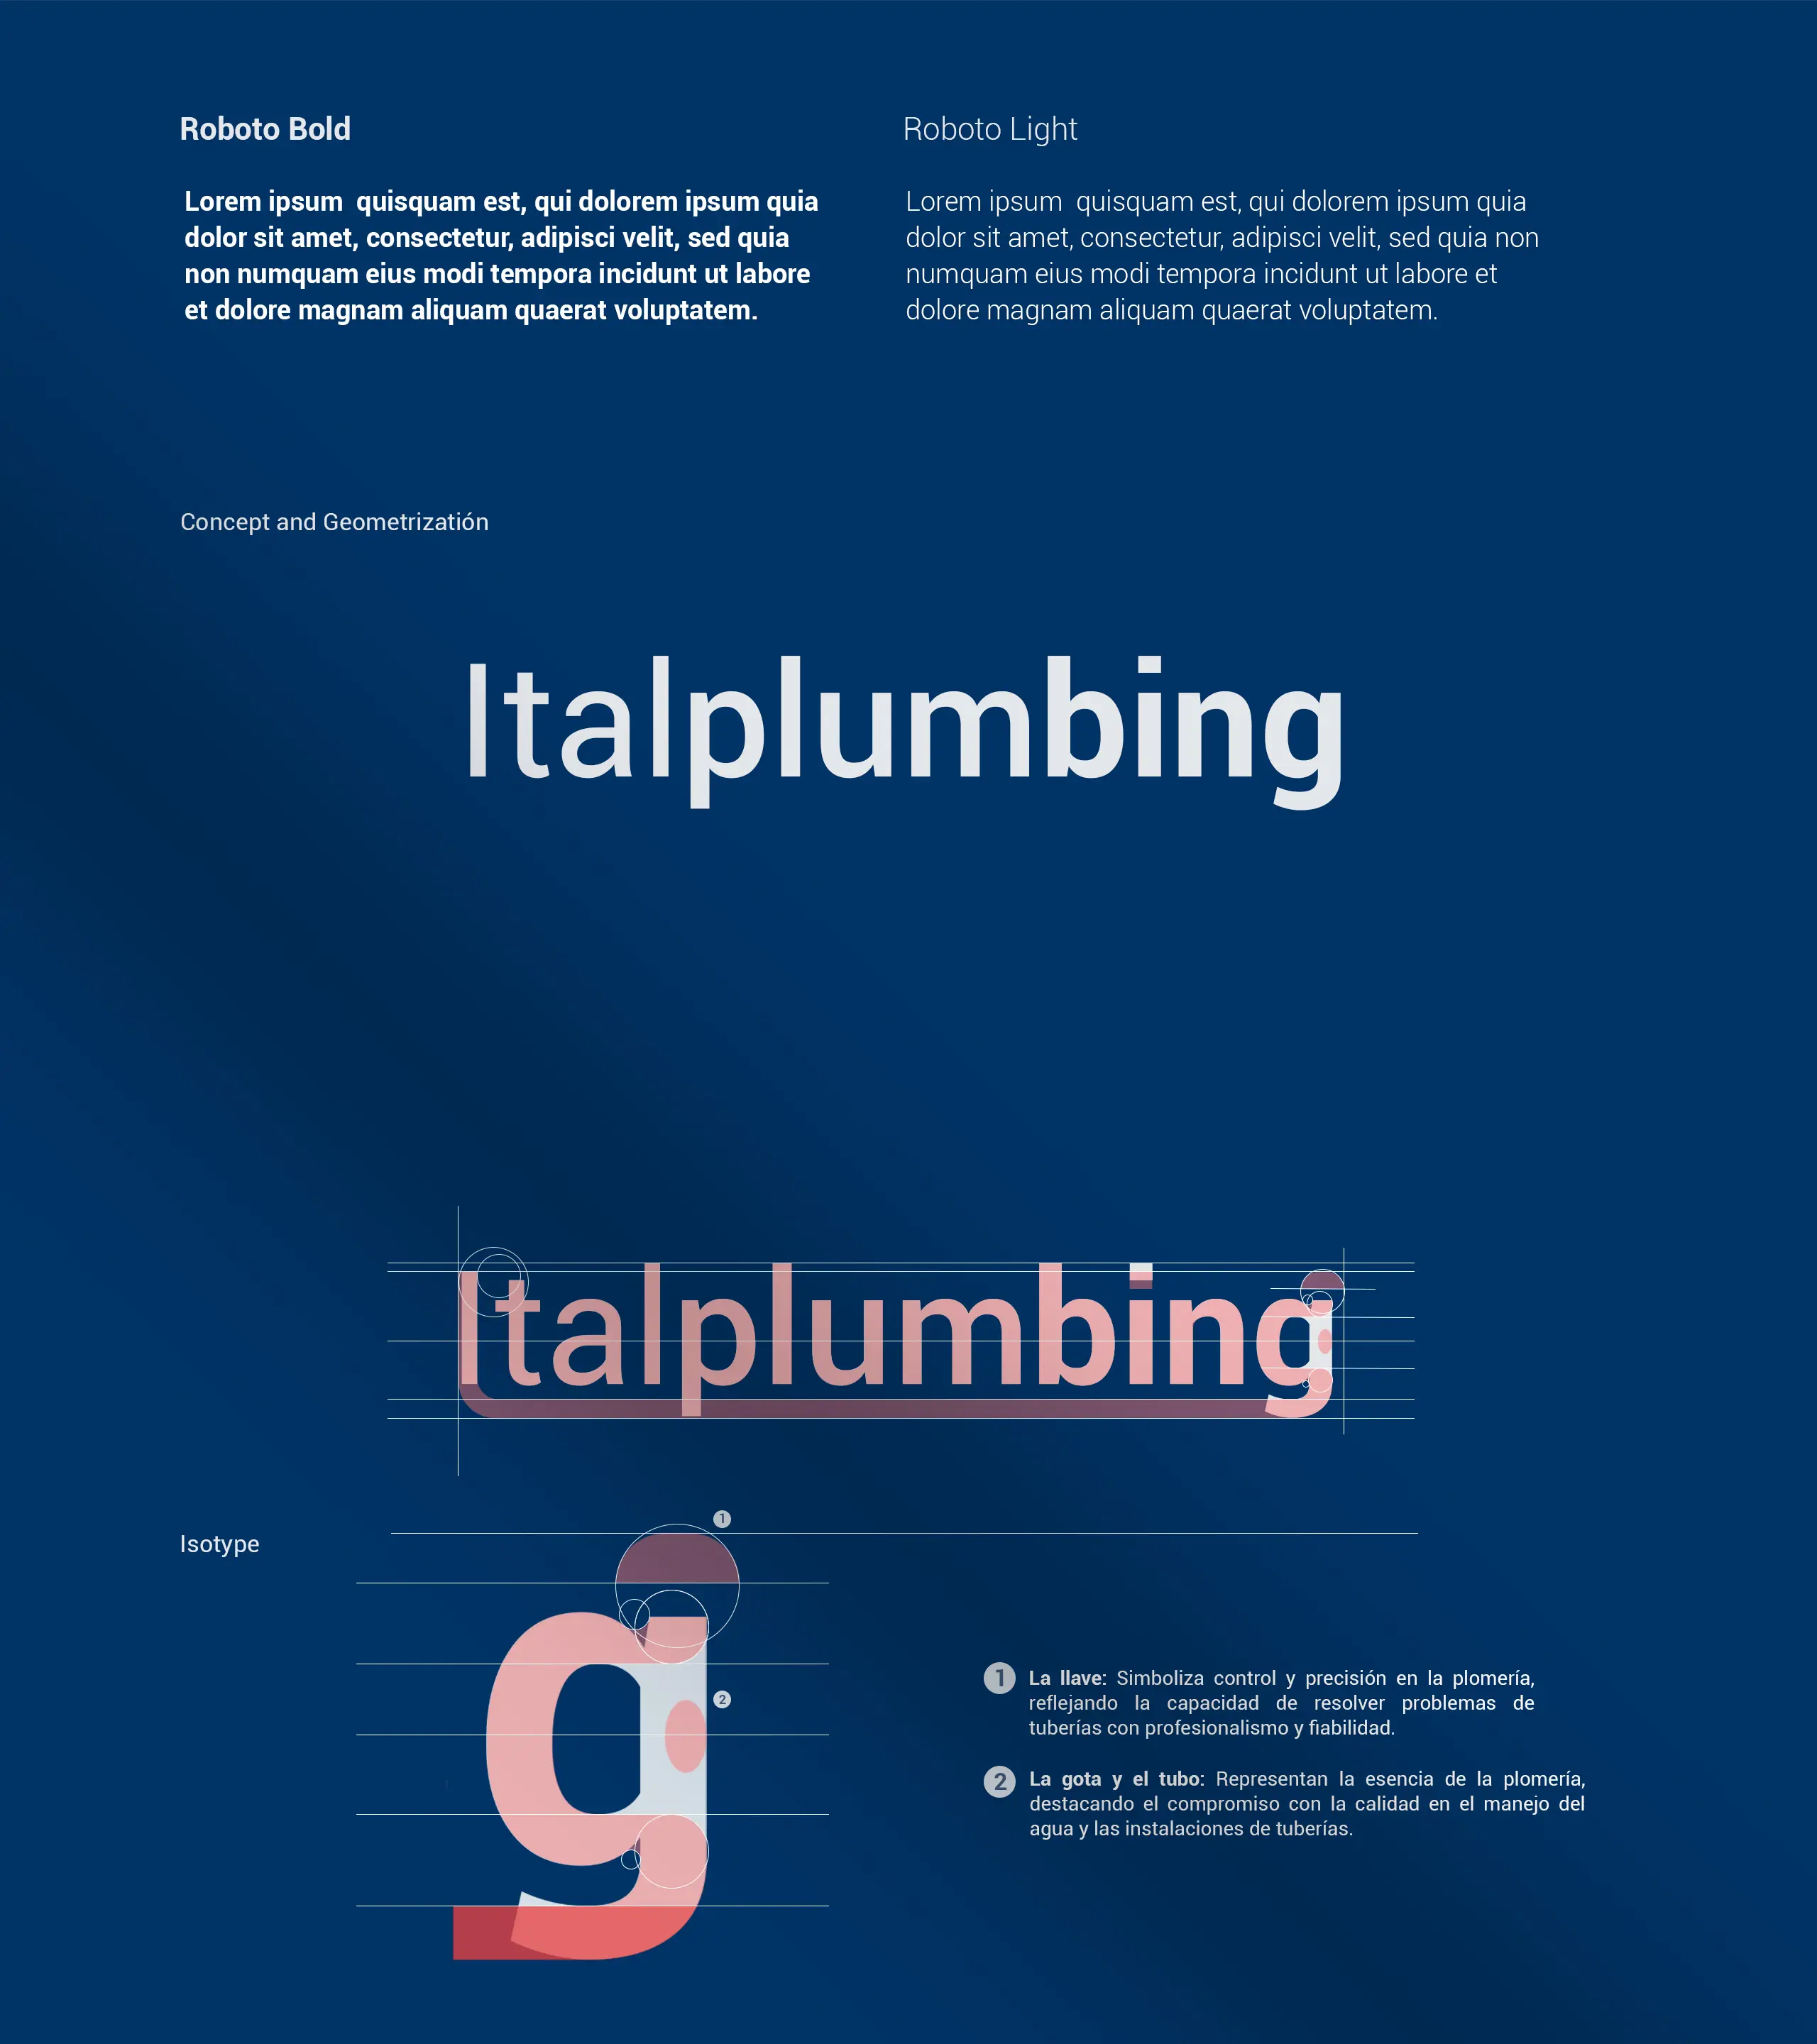 Roboto Bold
Lorem ipsum  quisquam est, qui dolorem ipsum quia
dolor sit amet, consectetur, adipisci velit, sed quia
non numquam eius modi tempora incidunt ut labore
et dolore magnam aliquam quaerat voluptatem.
Roboto Light
Lorem ipsum  quisquam est, qui dolorem ipsum quia
dolor sit amet, consectetur, adipisci velit, sed quia non
numquam eius modi tempora incidunt ut labore et
dolore magnam aliquam quaerat voluptatem.
Concept and Geometrizatión
Italplumbing
Italplumbing
Isotype
1
g
2
1 La llave: Simboliza control y precisión en la plomería,
reflejando la capacidad de resolver problemas de
tuberías con profesionalismo y fiabilidad.
2 La gota y el tubo: Representan la esencia de la plomería,
destacando el compromiso con la calidad en el manejo del
agua y las instalaciones de tuberías.